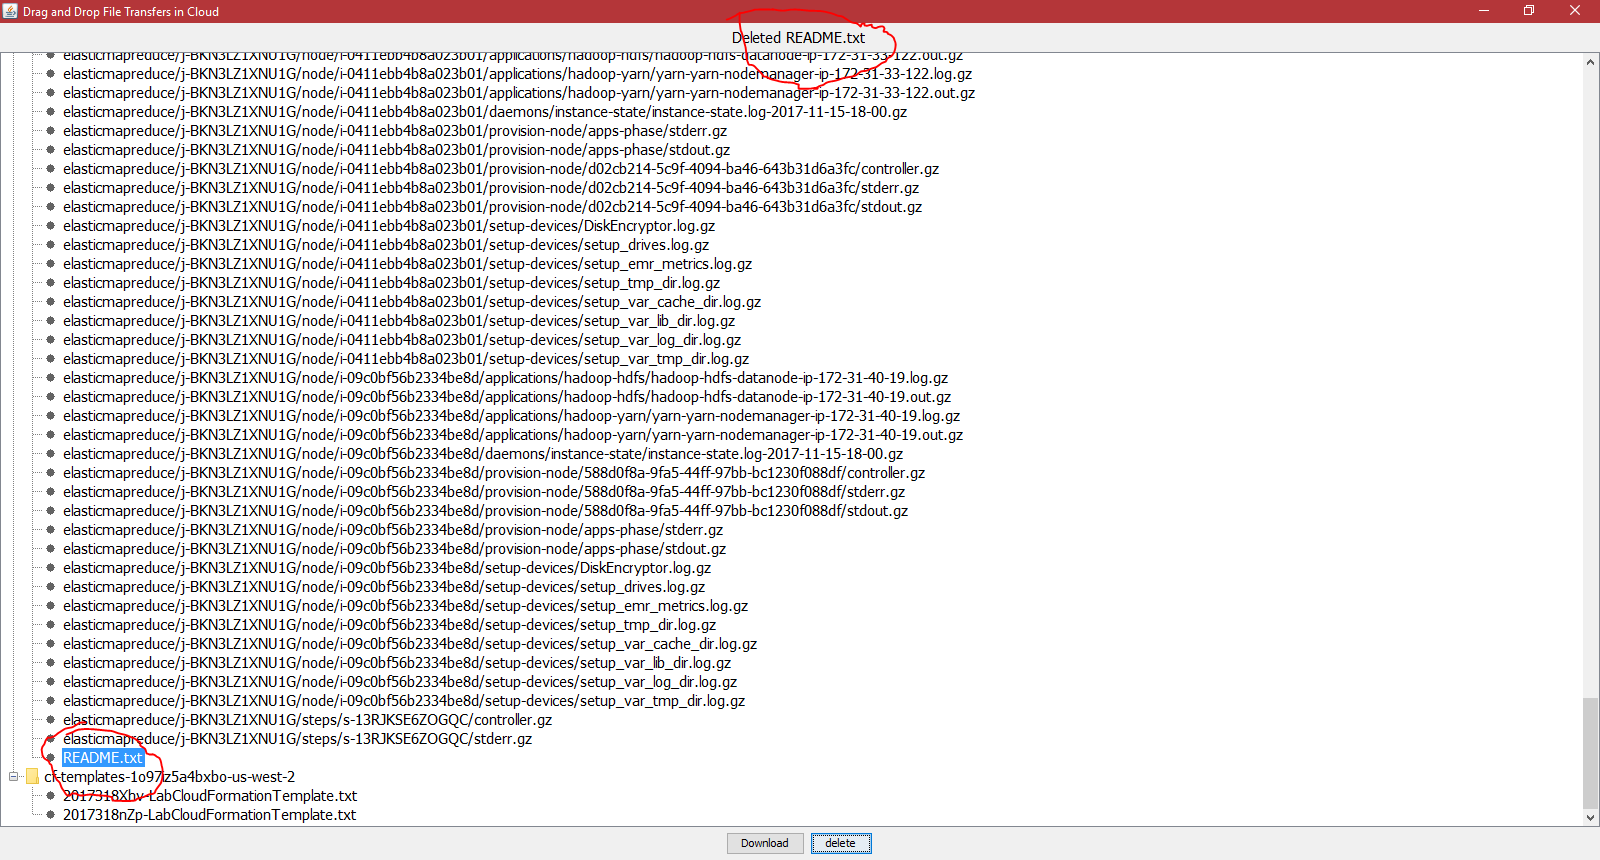 Drag and Drop File Transfers in Cloud
Deleted README.txt
elasticmapreduce/j-BKN3LZ1XNU1G/node/i-0411ebb4b8a023b01/applications/hadoop-hdfs/hadoop-hdfs-datanode-ip-172-31-33-122.out.gz
elasticmapreduce/j-BKN3LZ1XNU1G/node/i-0411ebb4b8a023b01/applications/hadoop-yarn/yarn-yarn-nodemanager-ip-172-31-33-122.log.gz
elasticmapreduce/j-BKN3LZ1XNU1G/node/i-0411ebb4b8a023b01/applications/hadoop-yarn/yarn-yarn-nodemanager-ip-172-31-33-122.out.gz
elasticmapreduce/j-BKN3LZ1XNU1G/node/i-0411ebb4b8a023b01/daemons/instance-state/instance-state.log-2017-11-15-18-00.gz
elasticmapreduce/j-BKN3LZ1XNU1G/node/i-0411ebb4b8a023b01/provision-node/apps-phase/stderr.gz
elasticmapreduce/j-BKN3LZ1XNU1G/node/i-0411ebb4b8a023b01/provision-node/apps-phase/stdout.gz
elasticmapreduce/j-BKN3LZ1XNU1G/node/i-0411ebb4b8a023b01/provision-node/d02cb214-5c9f-4094-ba46-643b31d6a3fc/controller.gz
elasticmapreduce/j-BKN3LZ1XNU1G/node/i-0411ebb4b8a023b01/provision-node/d02cb214-5c9f-4094-ba46-643b31d6a3fc/stderr.gz
elasticmapreduce/j-BKN3LZ1XNU1G/node/i-0411ebb4b8a023b01/provision-node/d02cb214-5c9f-4094-ba46-643b31d6a3fc/stdout.gz
elasticmapreduce/j-BKN3LZ1XNU1G/node/i-0411ebb4b8a023b01/setup-devices/DiskEncryptor.log.gz
elasticmapreduce/j-BKN3LZ1XNU1G/node/i-0411ebb4b8a023b01/setup-devices/setup_drives.log.gz
elasticmapreduce/j-BKN3LZ1XNU1G/node/i-0411ebb4b8a023b01/setup-devices/setup_emr_metrics.log.gz
elasticmapreduce/j-BKN3LZ1XNU1G/node/i-0411ebb4b8a023b01/setup-devices/setup_tmp_dir.log.gz
elasticmapreduce/j-BKN3LZ1XNU1G/node/i-0411ebb4b8a023b01/setup-devices/setup_var_cache_dir.log.gz
elasticmapreduce/j-BKN3LZ1XNU1G/node/i-0411ebb4b8a023b01/setup-devices/setup_var_lib_dir.log.gz
elasticmapreduce/j-BKN3LZ1XNU1G/node/i-0411ebb4b8a023b01/setup-devices/setup_var_log_dir.log.gz
elasticmapreduce/j-BKN3LZ1XNU1G/node/i-0411ebb4b8a023b01/setup-devices/setup_var_tmp_dir.log.gz
elasticmapreduce/j-BKN3LZ1XNU1G/node/i-09c0bf56b2334be8d/applications/hadoop-hdfs/hadoop-hdfs-datanode-ip-172-31-40-19.log.gz
elasticmapreduce/j-BKN3LZ1XNU1G/node/i-09c0bf56b2334be8d/applications/hadoop-hdfs/hadoop-hdfs-datanode-ip-172-31-40-19.out.gz
elasticmapreduce/j-BKN3LZ1XNU1G/node/i-09c0bf56b2334be8d/applications/hadoop-yarn/yarn-yarn-nodemanager-ip-172-31-40-19.log.gz
elasticmapreduce/j-BKN3LZ1XNU1G/node/i-09c0bf56b2334be8d/applications/hadoop-yarn/yarn-yarn-nodemanager-ip-172-31-40-19.out.gz
elasticmapreduce/j-BKN3LZ1XNU1G/node/i-09c0bf56b2334be8d/daemons/instance-state/instance-state.log-2017-11-15-18-00.gz
elasticmapreduce/j-BKN3LZ1XNU1G/node/i-09c0bf56b2334be8d/provision-node/588d0f8a-9fa5-44ff-97bb-bc1230f088df/controller.gz
elasticmapreduce/j-BKN3LZ1XNU1G/node/i-09c0bf56b2334be8d/provision-node/588d0f8a-9fa5-44ff-97bb-bc1230f088df/stderr.gz
elasticmapreduce/j-BKN3LZ1XNU1G/node/i-09c0bf56b2334be8d/provision-node/588d0f8a-9fa5-44ff-97bb-bc1230f088df/stdout.gz
elasticmapreduce/j-BKN3LZ1XNU1G/node/i-09c0bf56b2334be8d/provision-node/apps-phase/stderr.gz
elasticmapreduce/j-BKN3LZ1XNU1G/node/i-09c0bf56b2334be8d/provision-node/apps-phase/stdout.gz
elasticmapreduce/j-BKN3LZ1XNU1G/node/i-09c0bf56b2334be8d/setup-devices/DiskEncryptor.log.gz
elasticmapreduce/j-BKN3LZ1XNU1G/node/i-09c0bf56b2334be8d/setup-devices/setup_drives.log.gz
elasticmapreduce/j-BKN3LZ1XNU1G/node/i-09c0bf56b2334be8d/setup-devices/setup_emr_metrics.log.gz
elasticmapreduce/j-BKN3LZ1XNU1G/node/i-09c0bf56b2334be8d/setup-devices/setup_tmp_dir.log.gz
elasticmapreduce/j-BKN3LZ1XNU1G/node/i-09c0bf56b2334be8d/setup-devices/setup_var_cache_dir.log.gz
elasticmapreduce/j-BKN3LZ1XNU1G/node/i-09c0bf56b2334be8d/setup-devices/setup_var_lib_dir.log.gz
elasticmapreduce/j-BKN3LZ1XNU1G/node/i-09c0bf56b2334be8d/setup-devices/setup_var_log_dir.log.gz
elasticmapreduce/j-BKN3LZ1XNU1G/node/i-09c0bf56b2334be8d/setup-devices/setup_var_tmp_dir.log.gz
elasticmapreduce/j-BKN3LZ1XNU1G/steps/s-13RJKSE6ZOGQC/controller.gz
elasticmapreduce/j-BKN3LZ1XNU1G/steps/s-13RJKSE6ZOGQC/stderr.gz
README.txt
cf-templates-1o97iz5a4bxbo-us-west-2
2017318Xhv-LabCloudFormationTemplate.txt
2017318nZp-LabCloudFormationTemplate.txt
Download delete